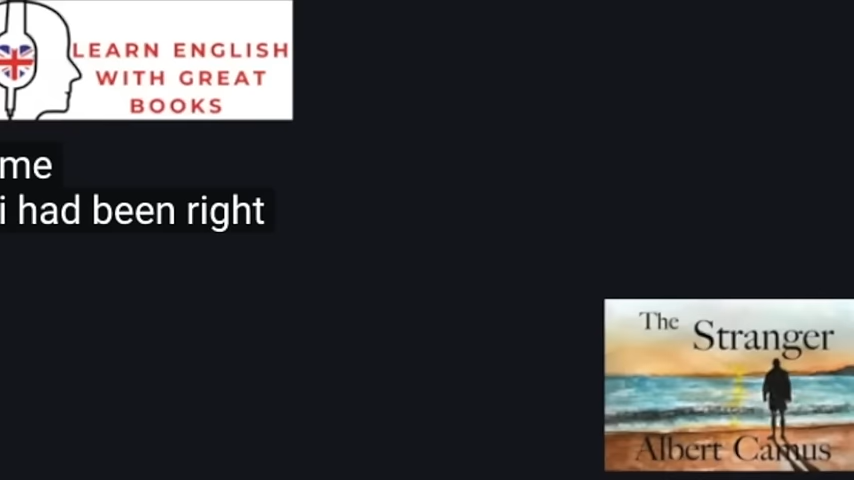 LEARN ENGLISH
WITH GREAT
BOOKS
me
i had been right
The Stranger
Albert Camus